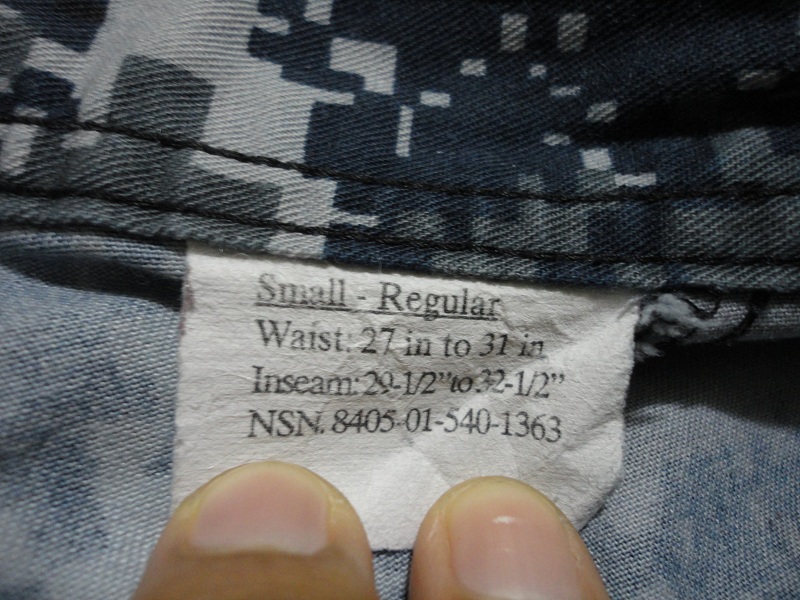 Small - Regular
Waist: 27 in to 31 in
Inseam: 29-1/2" to 32-1/2"
NSN. 8405-01-540-1363